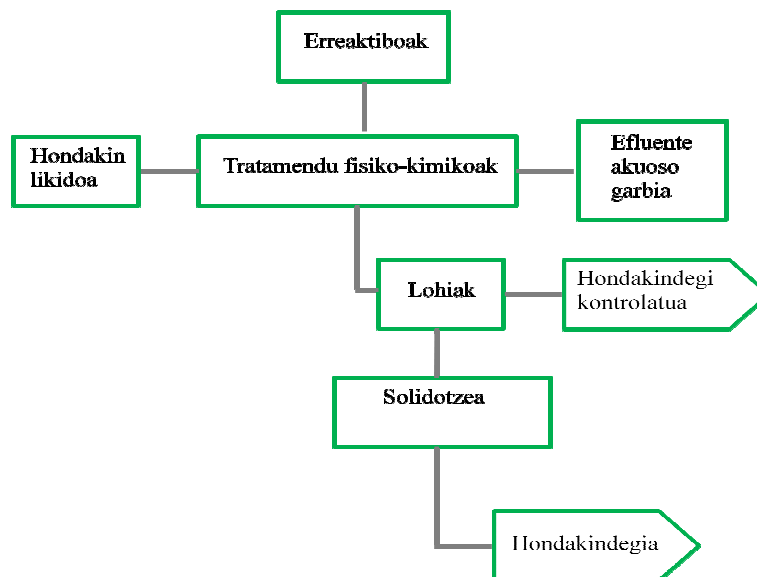 Erreaktiboak
Hondakin
likidoa
Tratamendu fisiko-kimikoak
Efluente
akuoso
garbia
Lohiak
Hondakindegi
kontrolatua
Solidotzea
Hondakindegia